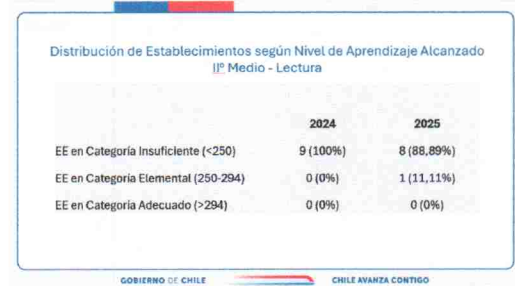 Distribución de Establecimientos según Nivel de Aprendizaje Alcanzado
IIº Medio - Lectura
2024 2025
EE en Categoría Insuficiente (<250) 9 (100%) 8 (88,89%)
EE en Categoría Elemental (250-294) 0 (0%) 1 (11,11%)
EE en Categoría Adecuado (>294) 0 (0%) 0 (0%)
GOBIERNO DE CHILE CHILE AVANZA CONTIGO